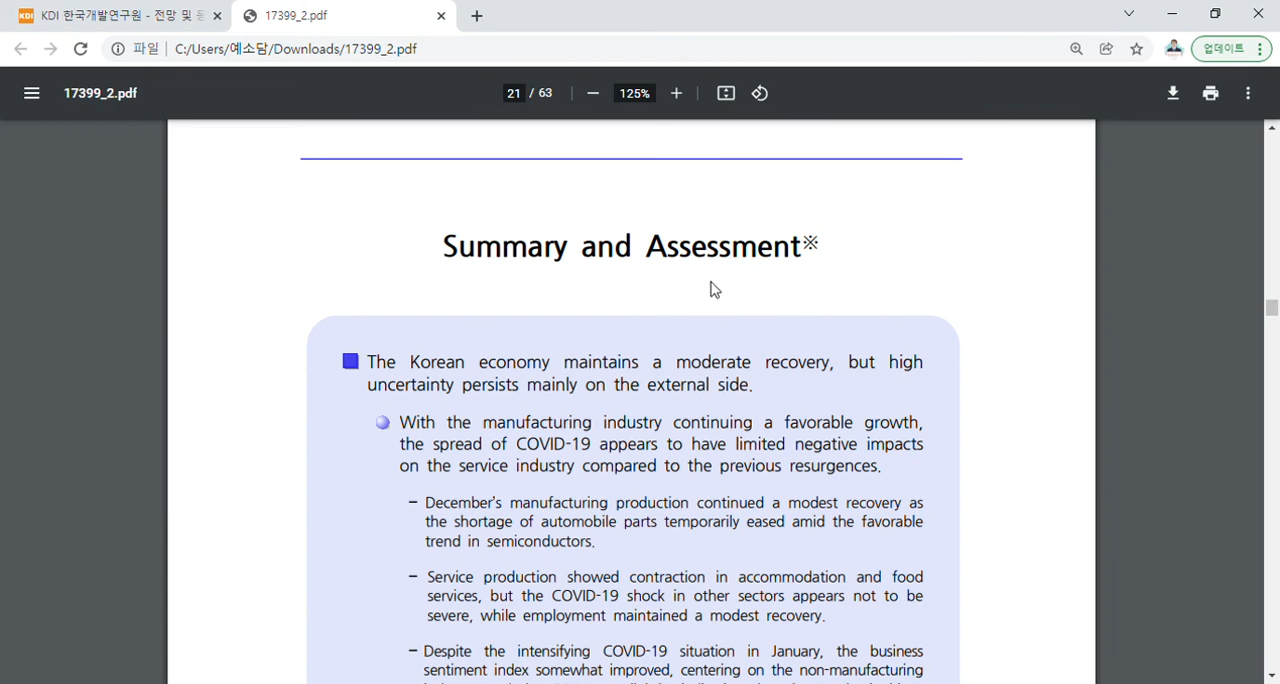 KDI 한국개발연구원 - 전망 및 동
17399_2.pdf
파일 C:/Users/예소담/Downloads/17399_2.pdf
업데이트
17399_2.pdf
21 / 63
125%
Summary and Assessment※
The Korean economy maintains a moderate recovery, but high
uncertainty persists mainly on the external side.
With the manufacturing industry continuing a favorable growth,
the spread of COVID-19 appears to have limited negative impacts
on the service industry compared to the previous resurgences.
− December's manufacturing production continued a modest recovery as
the shortage of automobile parts temporarily eased amid the favorable
trend in semiconductors.
− Service production showed contraction in accommodation and food
services, but the COVID-19 shock in other sectors appears not to be
severe, while employment maintained a modest recovery.
− Despite the intensifying COVID-19 situation in January, the business
sentiment index somewhat improved, centering on the non-manufacturing